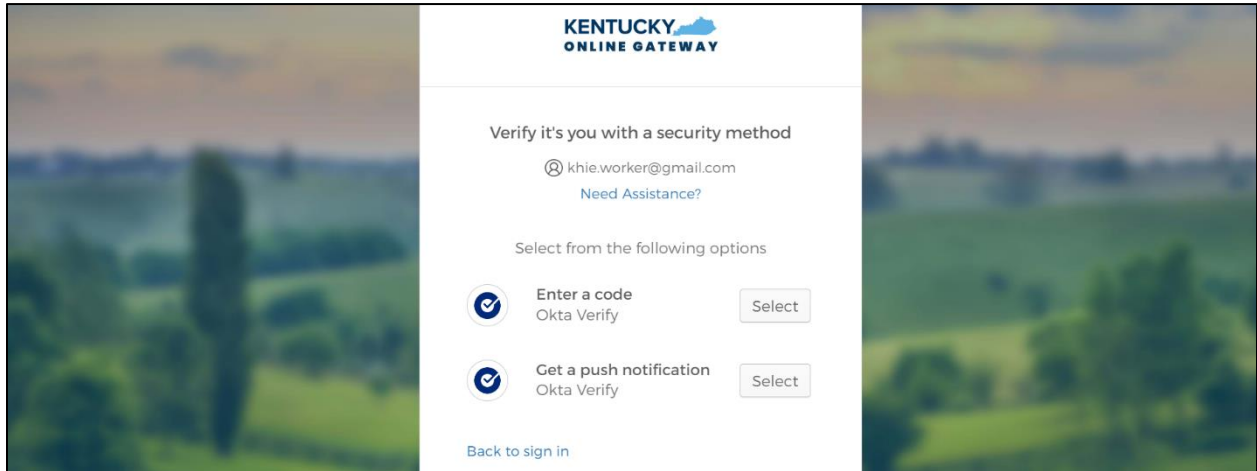 KENTUCKY
ONLINE GATEWAY
Verify it's you with a security method
khie.worker@gmail.com
Need Assistance?
Select from the following options
Enter a code
Okta Verify
Select
Get a push notification
Okta Verify
Select
Back to sign in